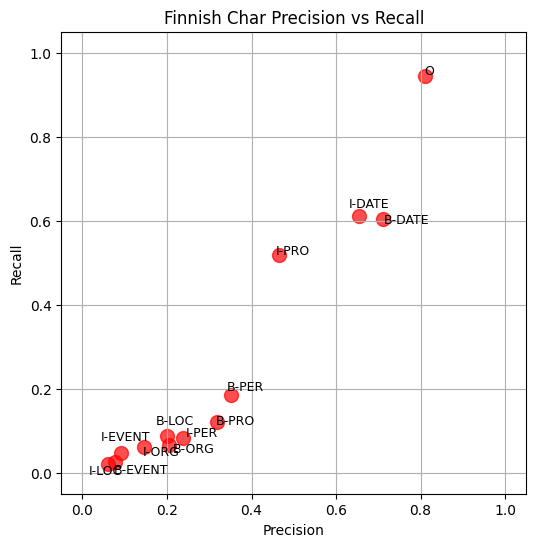 Finnish Char Precision vs Recall
1.0
0.8
0.6
0.4
0.2
0.0
Recall
O
I-DATE
B-DATE
I-PRO
B-PER
B-LOC
B-PRO
I-PER
I-EVENT
I-ORG
B-ORG
I-LOC
B-EVENT
0.0 0.2 0.4 0.6 0.8 1.0
Precision